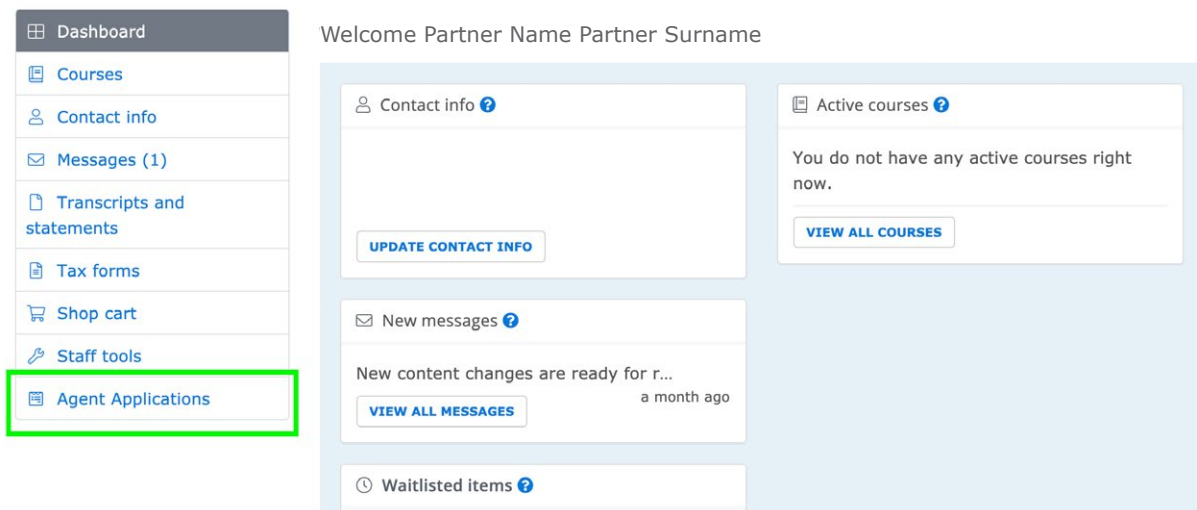 Dashboard
Courses
Contact info
Messages (1)
Transcripts and
statements
Tax forms
Shop cart
Staff tools
Agent Applications
Welcome Partner Name Partner Surname
Contact info
UPDATE CONTACT INFO
New messages
New content changes are ready for r...
a month ago
VIEW ALL MESSAGES
Waitlisted items
Active courses
You do not have any active courses right
now.
VIEW ALL COURSES